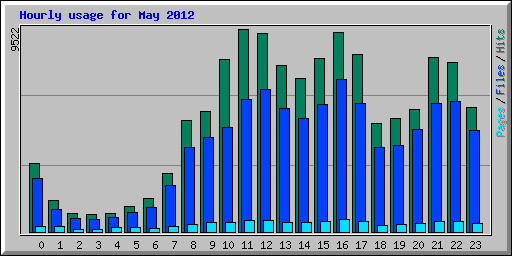 Hourly usage for May 2012
9522
Pages/Files/Hits
0 1 2 3 4 5 6 7 8 9 10 11 12 13 14 15 16 17 18 19 20 21 22 23